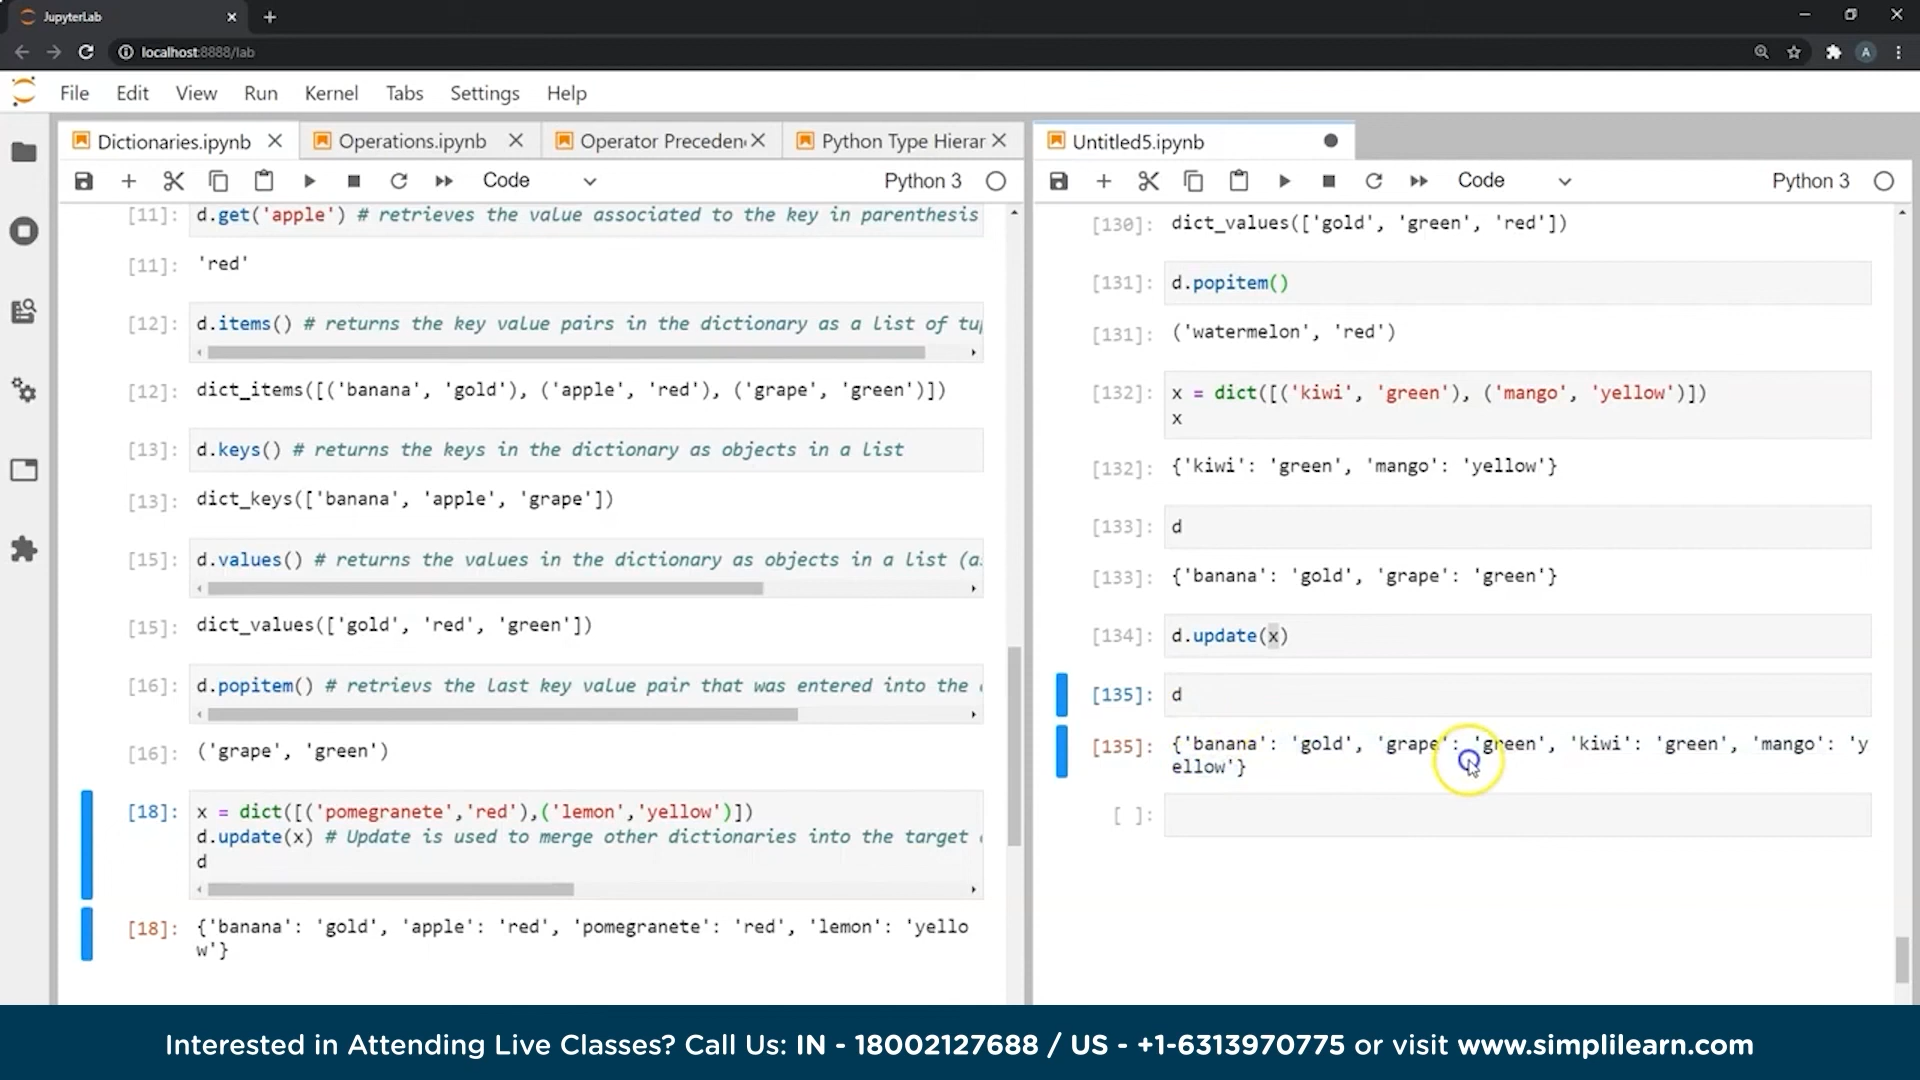 JupyterLab
localhost:8888/lab
A
File Edit View Run Kernel Tabs Settings Help
Dictionaries.ipynb
Operations.ipynb
Operator Preceden
Python Type Hierar
Code
Python 3
[11]: d.get('apple') # retrieves the value associated to the key in parenthesis
[11]: 'red'
[12]: d.items() # returns the key value pairs in the dictionary as a list of tu
[12]: dict_items([('banana', 'gold'), ('apple', 'red'), ('grape', 'green')])
[13]: d.keys() # returns the keys in the dictionary as objects in a list
[13]: dict_keys(['banana', 'apple', 'grape'])
[15]: d.values() # returns the values in the dictionary as objects in a list (a
[15]: dict_values(['gold', 'red', 'green'])
[16]: d.popitem() # retrievs the last key value pair that was entered into the
[16]: ('grape', 'green')
[18]: x = dict([('pomegranete','red'),('lemon','yellow')])
d.update(x) # Update is used to merge other dictionaries into the target
d
[18]: {'banana': 'gold', 'apple': 'red', 'pomegranete': 'red', 'lemon': 'yello
w'}
Untitled5.ipynb
Code
Python 3
[130]: dict_values(['gold', 'green', 'red'])
[131]: d.popitem()
[131]: ('watermelon', 'red')
[132]: x = dict([('kiwi', 'green'), ('mango', 'yellow')])
x
[132]: {'kiwi': 'green', 'mango': 'yellow'}
[133]: d
[133]: {'banana': 'gold', 'grape': 'green'}
[134]: d.update(x)
[135]: d
[135]: {'banana': 'gold', 'grape': 'green', 'kiwi': 'green', 'mango': 'y
ellow'}
[ ]:
Interested in Attending Live Classes? Call Us: IN - 18002127688 / US - +1-6313970775 or visit www.simplilearn.com